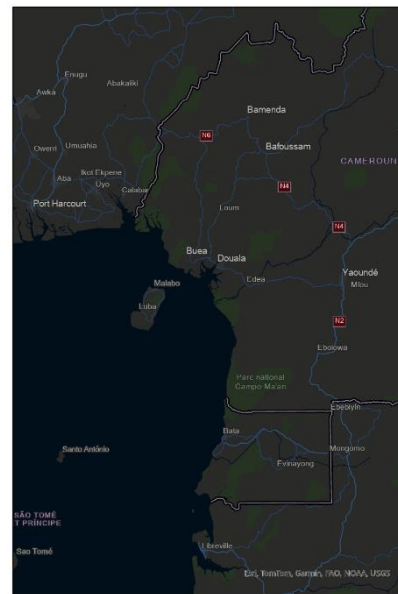 Enugu
Abakaliki
Awka
Bamenda
N6
Owerri
Umuahia
Bafoussam
CAMEROUN
Aba
Ikot Ekpene
Uyo
N4
Calabar
Port Harcourt
Loum
N4
Buea
Douala
Yaoundé
Edea
Mfou
Malabo
Luba
N2
Ebolowa
Parc national
Campo Ma'an
Ebebiyin
Bata
Mongomo
Santo António
Evinayong
SÃO TOMÉ
T PRÍNCIPE
Sao Tomé
Libreville
Esri, TomTom, Garmin, FAO, NOAA, USGS